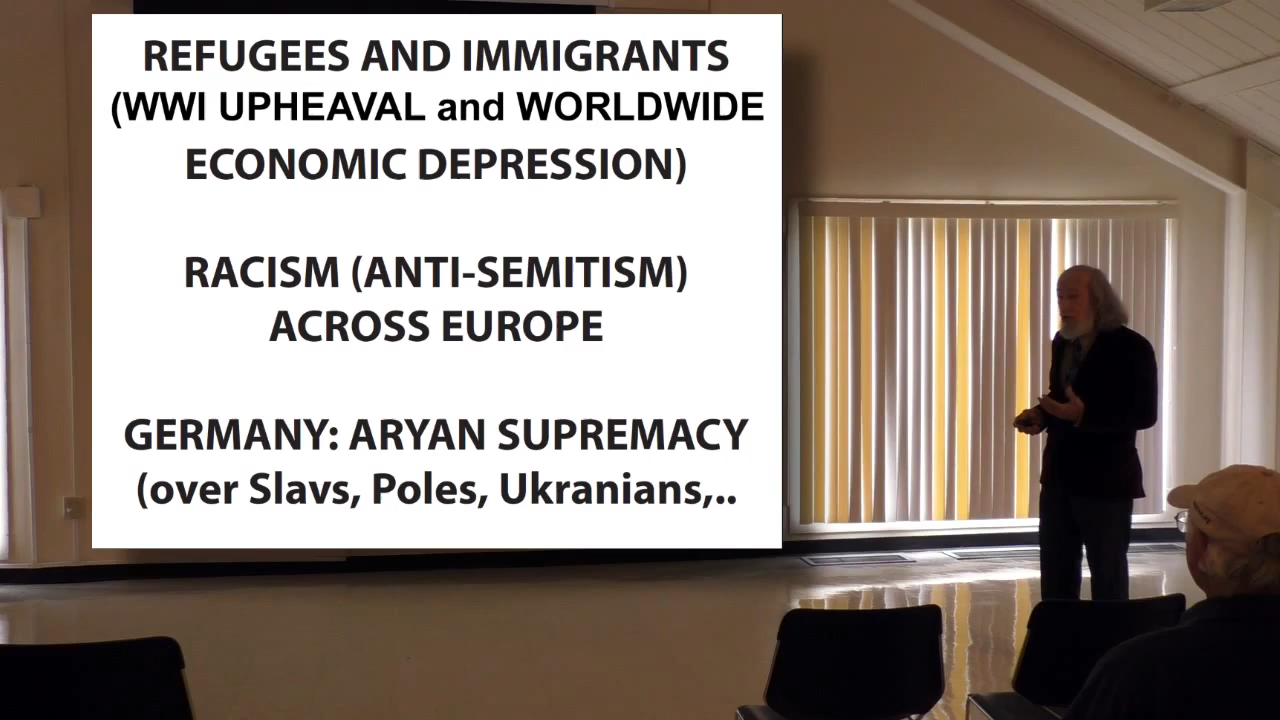 REFUGEES AND IMMIGRANTS
(WWI UPHEAVAL and WORLDWIDE
ECONOMIC DEPRESSION)
RACISM (ANTI-SEMITISM)
ACROSS EUROPE
GERMANY: ARYAN SUPREMACY
(over Slavs, Poles, Ukranians,..